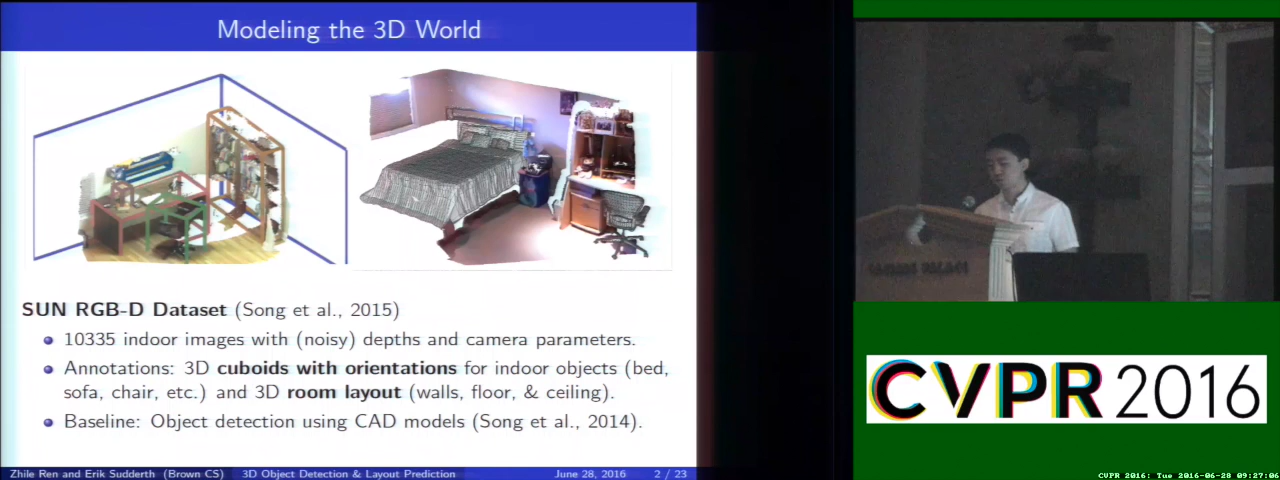 Modeling the 3D World
SUN RGB-D Dataset (Song et al., 2015)
10335 indoor images with (noisy) depths and camera parameters.
Annotations: 3D cuboids with orientations for indoor objects (bed,
sofa, chair, etc.) and 3D room layout (walls, floor, & ceiling).
Baseline: Object detection using CAD models (Song et al., 2014).
Zhile Ren and Erik Sudderth (Brown CS) 3D Object Detection & Layout Prediction June 28, 2016 2 / 23
CVPR 2016
CVPR 2016: Tue 2016-06-28 09:27:06